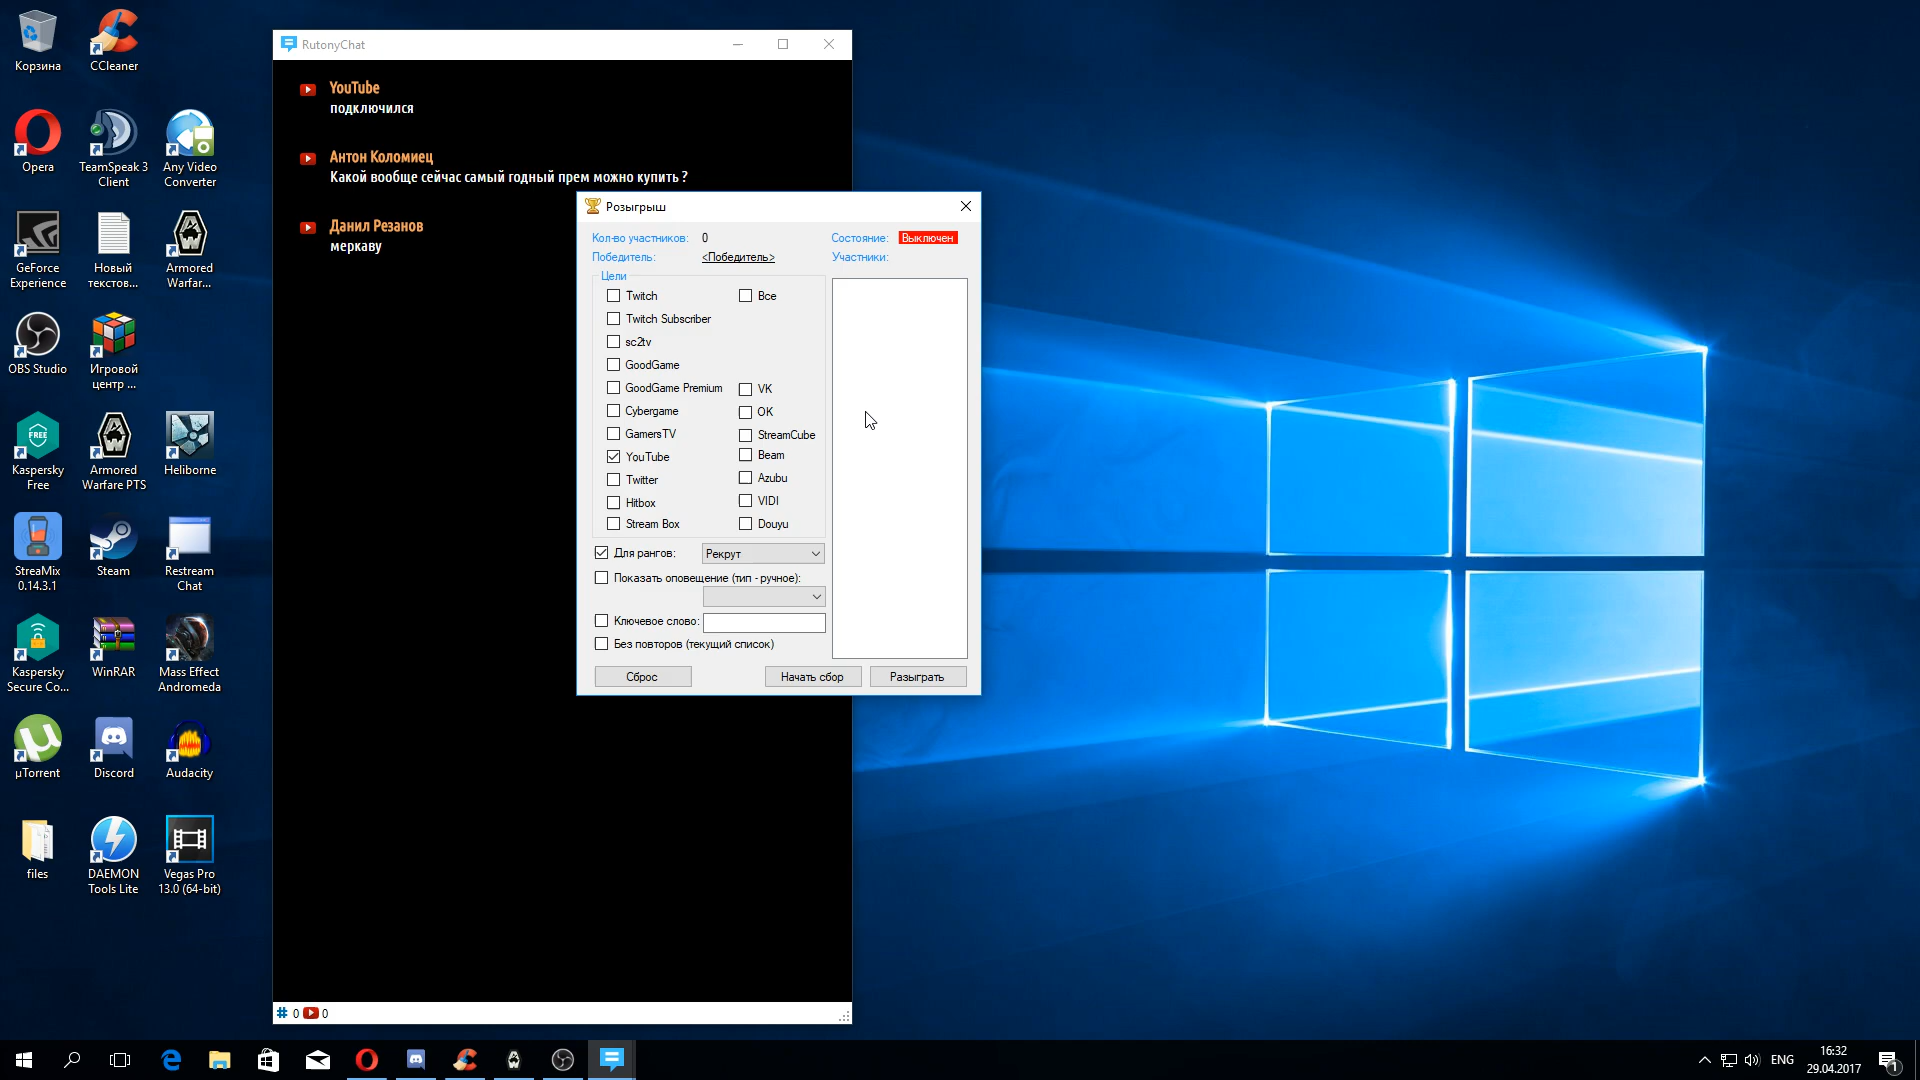 Корзина
CCleaner
Opera
TeamSpeak 3
Client
Any Video
Converter
GeForce
Experience
Новый
текстов...
Armored
Warfar...
OBS Studio
Игровой
центр ...
Kaspersky
Free
Armored
Warfare PTS
Heliborne
StreaMix
0.14.3.1
Steam
Restream
Chat
Kaspersky
Secure Co...
WinRAR
Mass Effect
Andromeda
µTorrent
Discord
Audacity
files
DAEMON
Tools Lite
Vegas Pro
13.0 (64-bit)
FREE
RutonyChat
YouTube
подключился
Антон Коломиец
Какой вообще сейчас самый годный прем можно купить ?
Данил Резанов
меркаву
# 0 0
Розыгрыш
Кол-во участников: 0
Состояние: Выключен
Победитель: <Победитель>
Участники:
Цели
Twitch
Все
Twitch Subscriber
sc2tv
GoodGame
GoodGame Premium
VK
Cybergame
OK
GamersTV
StreamCube
YouTube
Beam
Twitter
Azubu
Hitbox
VIDI
Stream Box
Douyu
Для рангов: Рекрут
Показать оповещение (тип - ручное):
Ключевое слово:
Без повторов (текущий список)
Сброс
Начать сбор
Разыграть
ENG
16:32
29.04.2017
1